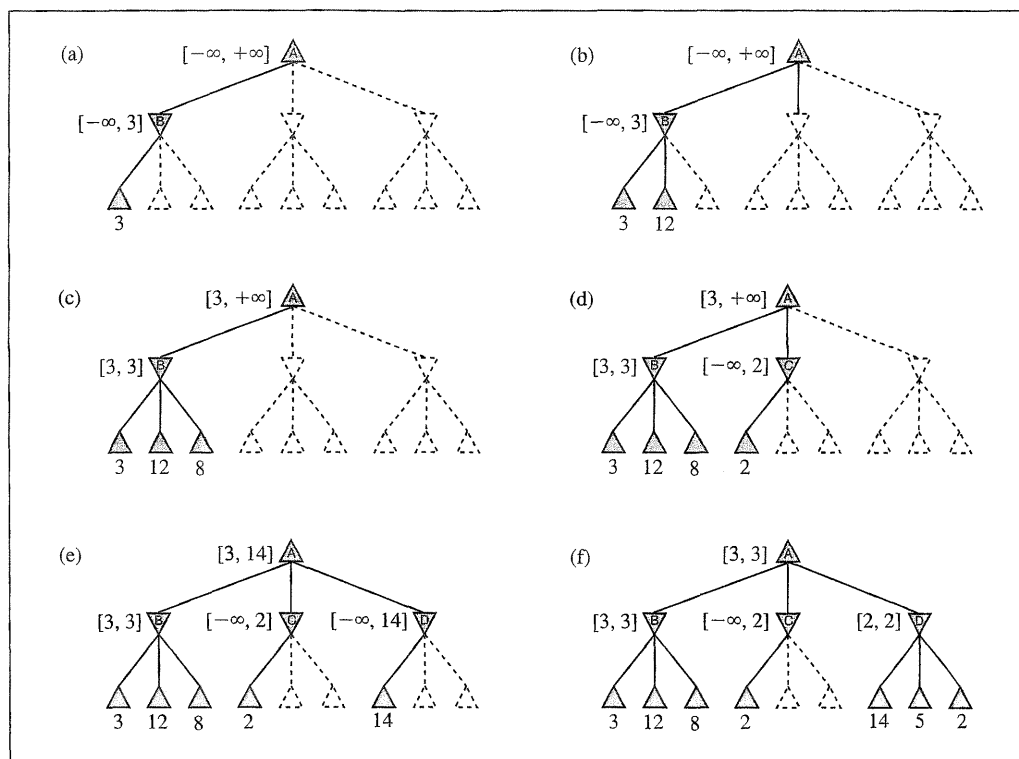 (a) [−∞, +∞] A
[−∞, 3] B
3
(b) [−∞, +∞] A
[−∞, 3] B
3 12
(c) [3, +∞] A
[3, 3] B
3 12 8
(d) [3, +∞] A
[3, 3] B [−∞, 2] C
3 12 8 2
(e) [3, 14] A
[3, 3] B [−∞, 2] C [−∞, 14] D
3 12 8 2 14
(f) [3, 3] A
[3, 3] B [−∞, 2] C [2, 2] D
3 12 8 2 14 5 2